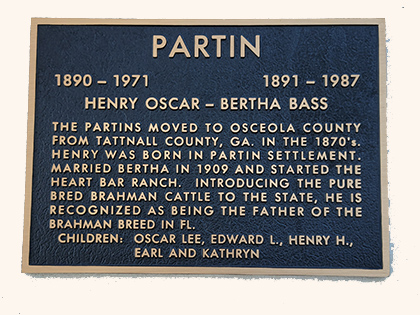 PARTIN
1890 – 1971 1891 – 1987
HENRY OSCAR – BERTHA BASS
THE PARTINS MOVED TO OSCEOLA COUNTY
FROM TATTNALL COUNTY, GA. IN THE 1870's.
HENRY WAS BORN IN PARTIN SETTLEMENT.
MARRIED BERTHA IN 1909 AND STARTED THE
HEART BAR RANCH. INTRODUCING THE PURE
BRED BRAHMAN CATTLE TO THE STATE, HE IS
RECOGNIZED AS BEING THE FATHER OF THE
BRAHMAN BREED IN FL.
CHILDREN: OSCAR LEE, EDWARD L., HENRY H.,
EARL AND KATHRYN